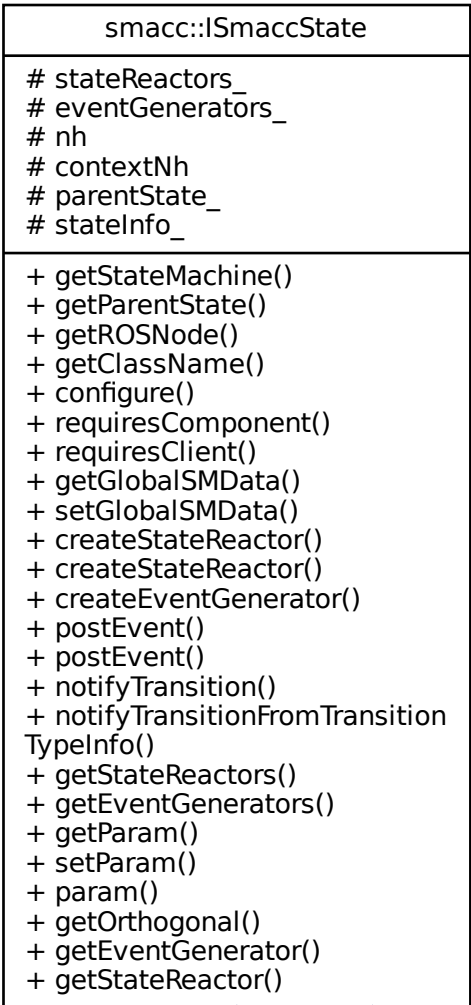 smacc::ISmaccState
# stateReactors_
# eventGenerators_
# nh
# contextNh
# parentState_
# stateInfo_
+ getStateMachine()
+ getParentState()
+ getROSNode()
+ getClassName()
+ configure()
+ requiresComponent()
+ requiresClient()
+ getGlobalSMData()
+ setGlobalSMData()
+ createStateReactor()
+ createStateReactor()
+ createEventGenerator()
+ postEvent()
+ postEvent()
+ notifyTransition()
+ notifyTransitionFromTransition
TypeInfo()
+ getStateReactors()
+ getEventGenerators()
+ getParam()
+ setParam()
+ param()
+ getOrthogonal()
+ getEventGenerator()
+ getStateReactor()